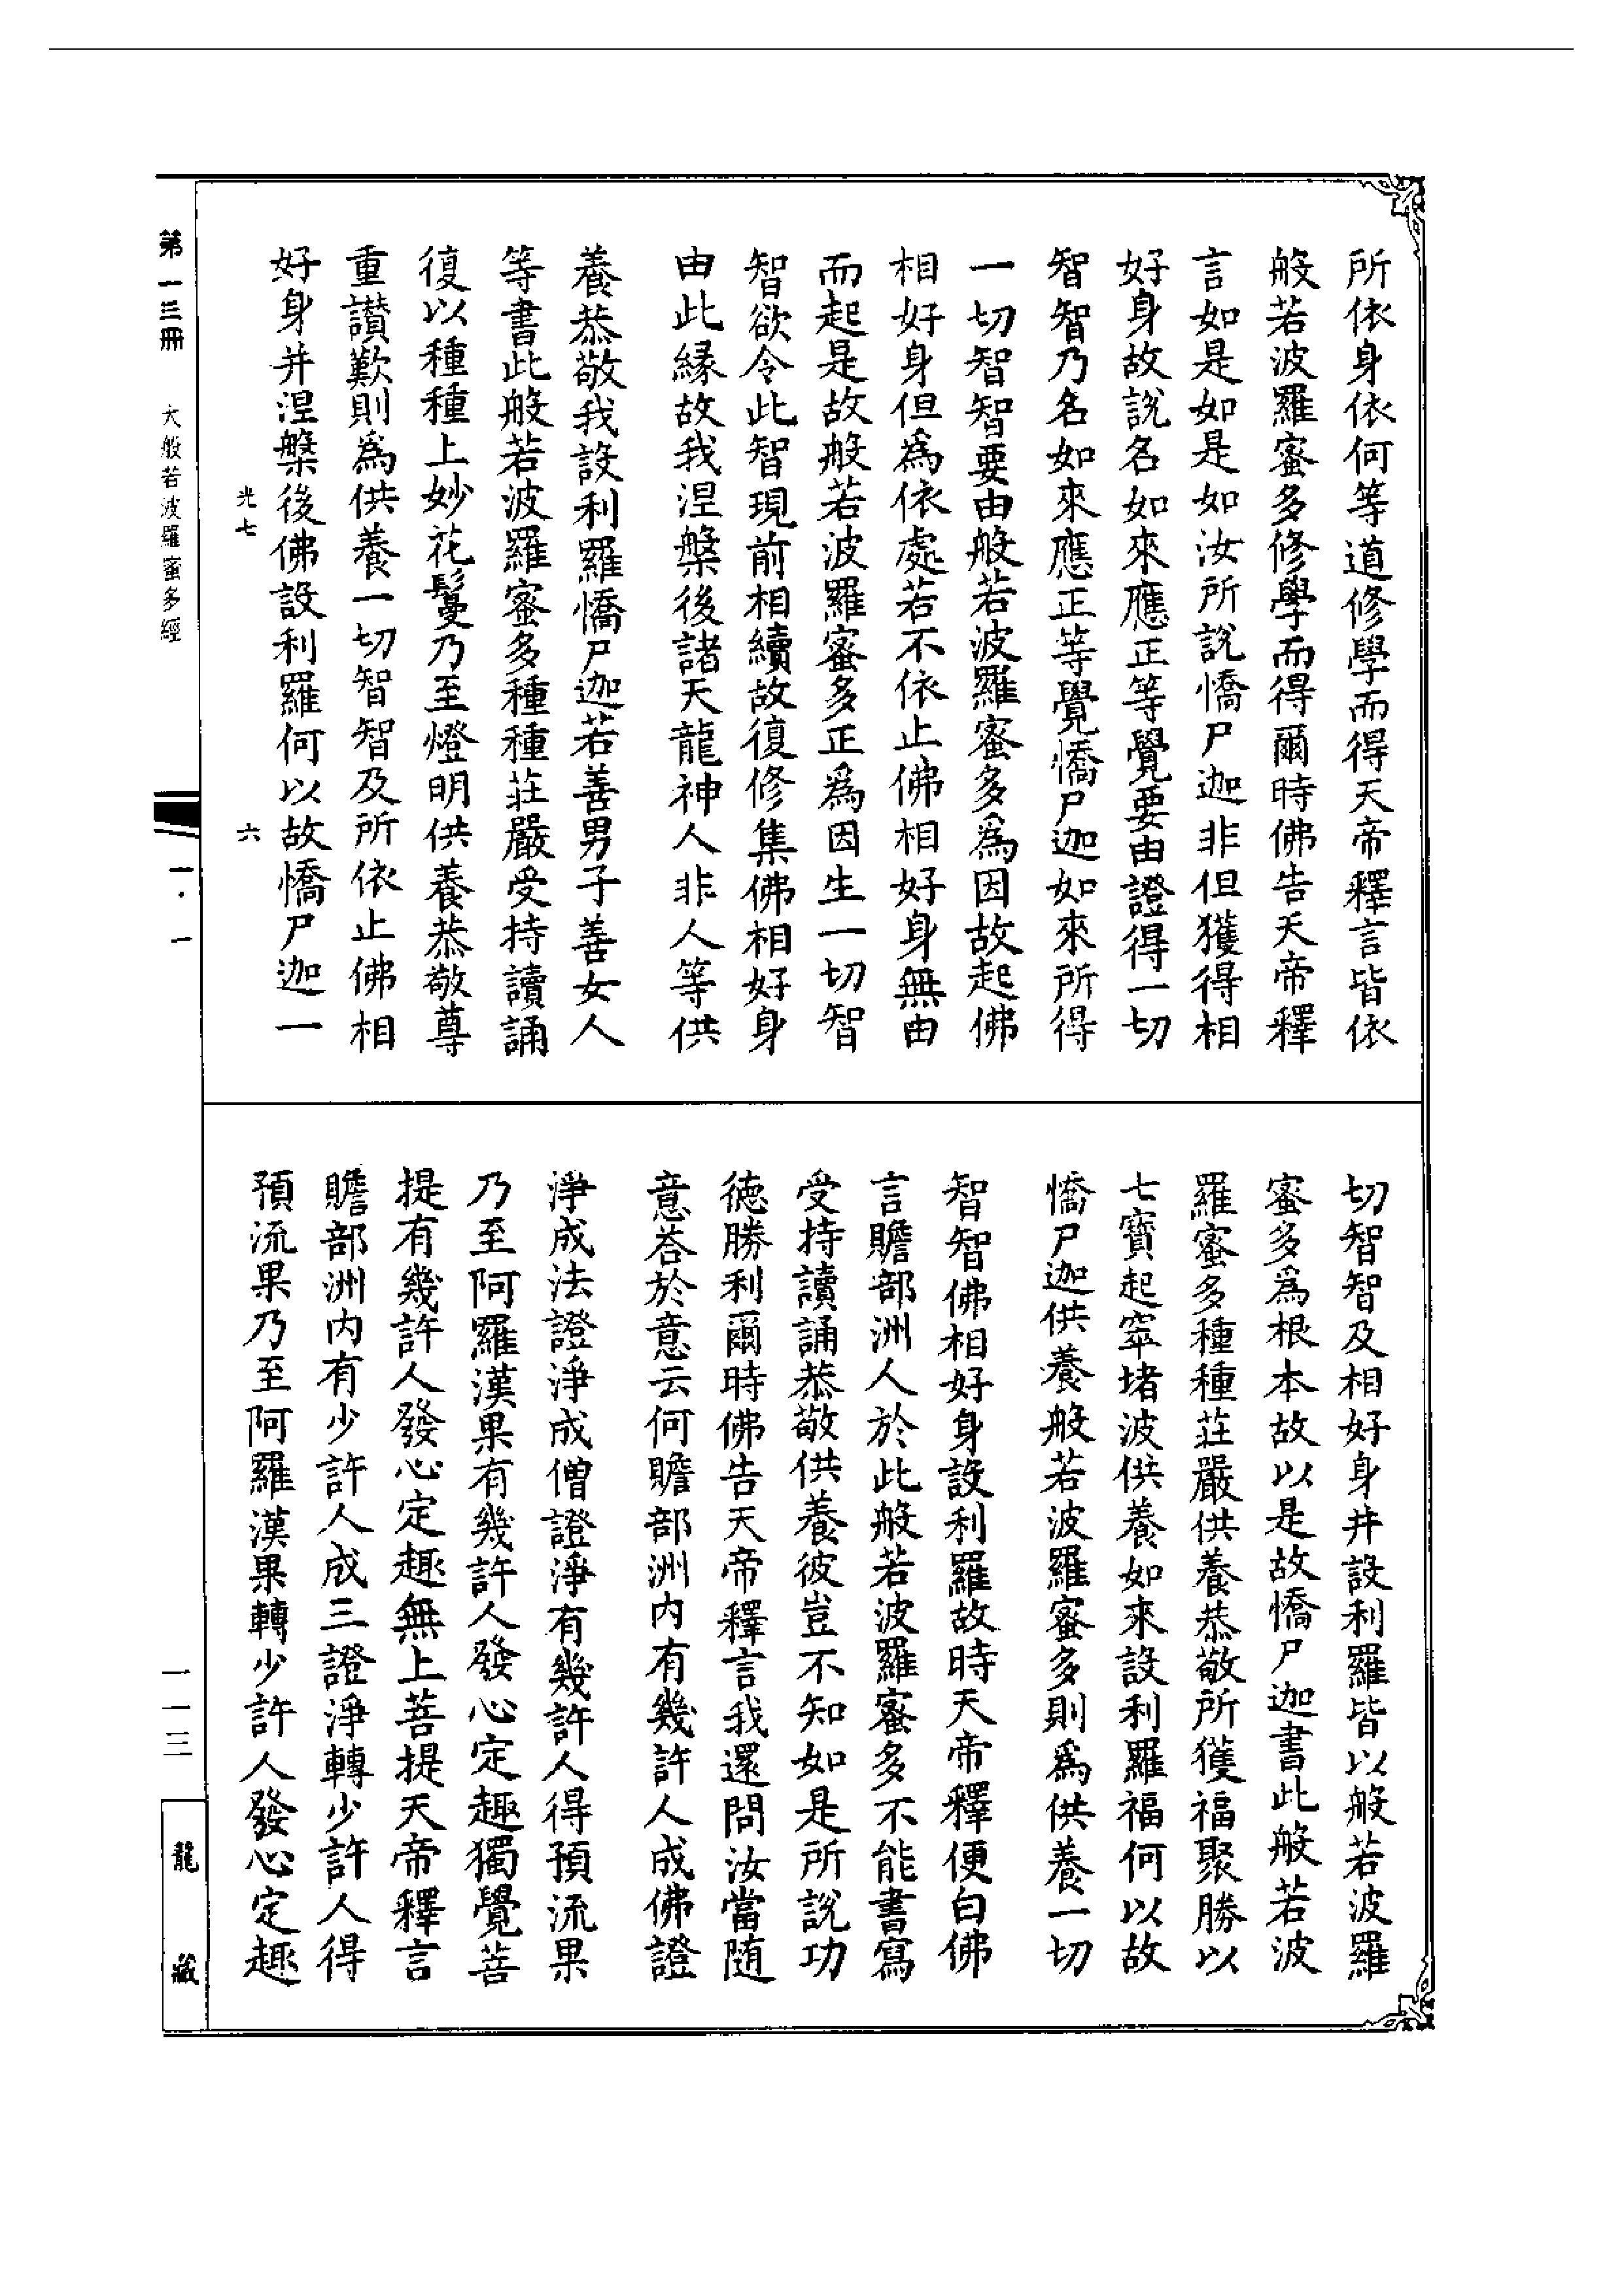 所依身依何等道修學而得天帝釋言皆依
般若波羅蜜多修學而得爾時佛告天帝釋
言如是如是如汝所說憍尸迦非但獲得相
好身故說名如來應正等覺要由證得一切
智智乃名如來應正等覺憍尸迦如來所得
一切智智要由般若波羅蜜多為因故起佛
相好身但為依處若不依止佛相好身無由
而起是故般若波羅蜜多正為因生一切智
智欲令此智現前相續故復修集佛相好身
由此緣故我涅槃後諸天龍神人非人等供
養恭敬我設利羅憍尸迦若善男子善女人
等書此般若波羅蜜多種種莊嚴受持讀誦
復以種種上妙花鬘乃至燈明供養恭敬尊
重讚歎則為供養一切智智及所依止佛相
好身并涅槃後佛設利羅何以故憍尸迦一
光七 六
切智智及相好身并設利羅皆以般若波羅
蜜多為根本故以是故憍尸迦書此般若波
羅蜜多種種莊嚴供養恭敬所獲福聚勝以
七寶起窣堵波供養如來設利羅福何以故
憍尸迦供養般若波羅蜜多則為供養一切
智智佛相好身設利羅故時天帝釋便白佛
言贍部洲人於此般若波羅蜜多不能書寫
受持讀誦恭敬供養彼豈不知如是所說功
德勝利爾時佛告天帝釋言我還問汝當隨
意答於意云何贍部洲內有幾許人成佛證
淨成法證淨成僧證淨有幾許人得預流果
乃至阿羅漢果有幾許人發心定趣獨覺菩
提有幾許人發心定趣無上菩提天帝釋言
贍部洲內有少許人成三證淨轉少許人得
預流果乃至阿羅漢果轉少許人發心定趣
第一三冊 大般若波羅蜜多經 一·一 一一三 龍藏